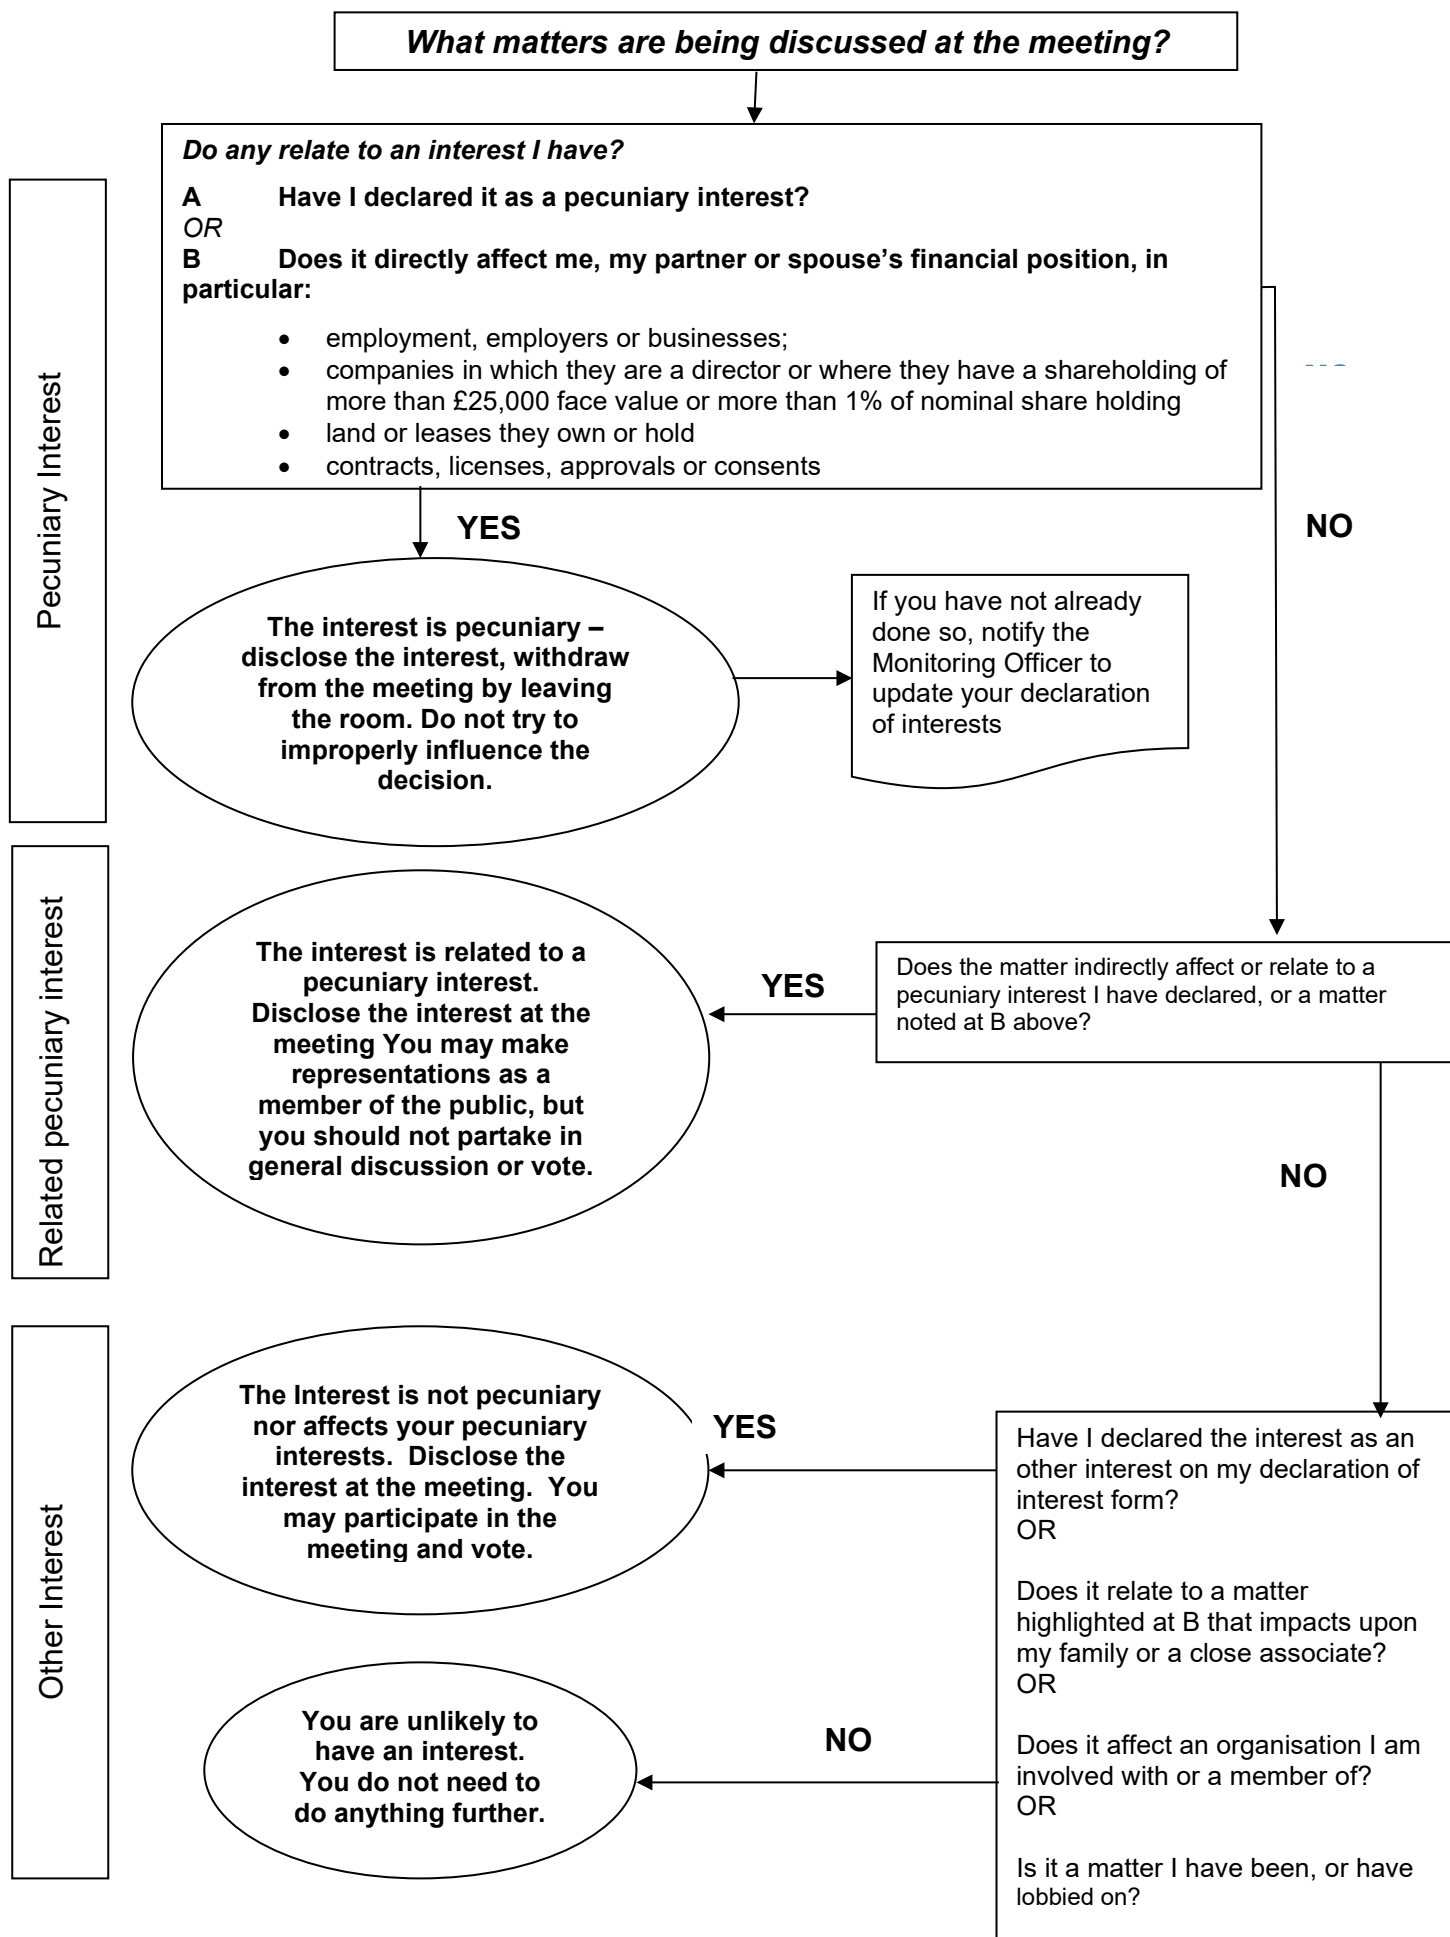 What matters are being discussed at the meeting?
Do any relate to an interest I have?
A Have I declared it as a pecuniary interest?
OR
B Does it directly affect me, my partner or spouse’s financial position, in
particular:
• employment, employers or businesses;
• companies in which they are a director or where they have a shareholding of
more than £25,000 face value or more than 1% of nominal share holding
• land or leases they own or hold
• contracts, licenses, approvals or consents
Pecuniary Interest
YES
NO
The interest is pecuniary –
disclose the interest, withdraw
from the meeting by leaving
the room. Do not try to
improperly influence the
decision.
If you have not already
done so, notify the
Monitoring Officer to
update your declaration
of interests
Related pecuniary interest
The interest is related to a
pecuniary interest.
Disclose the interest at the
meeting You may make
representations as a
member of the public, but
you should not partake in
general discussion or vote.
YES
Does the matter indirectly affect or relate to a
pecuniary interest I have declared, or a matter
noted at B above?
NO
Other Interest
The Interest is not pecuniary
nor affects your pecuniary
interests. Disclose the
interest at the meeting. You
may participate in the
meeting and vote.
YES
Have I declared the interest as an
other interest on my declaration of
interest form?
OR
Does it relate to a matter
highlighted at B that impacts upon
my family or a close associate?
OR
Does it affect an organisation I am
involved with or a member of?
OR
Is it a matter I have been, or have
lobbied on?
NO
You are unlikely to
have an interest.
You do not need to
do anything further.